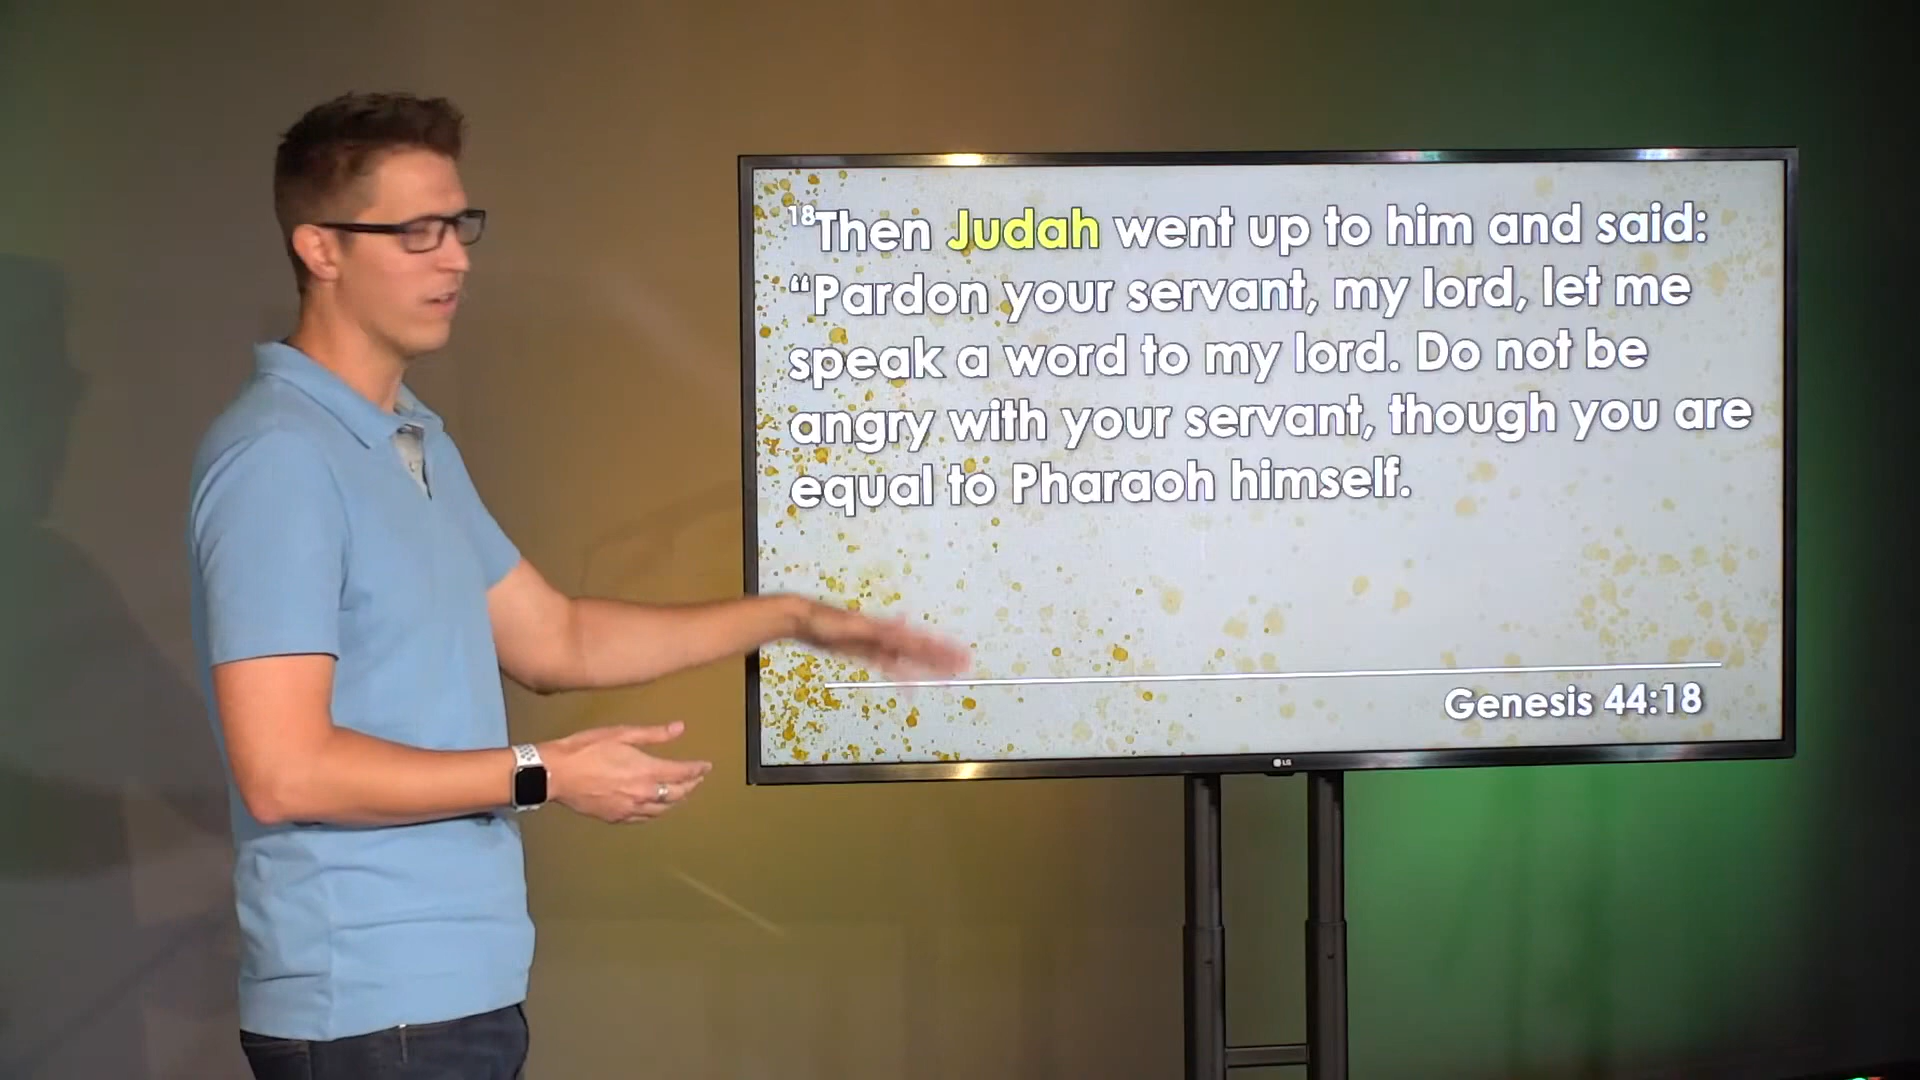 18Then Judah went up to him and said:
“Pardon your servant, my lord, let me
speak a word to my lord. Do not be
angry with your servant, though you are
equal to Pharaoh himself.
Genesis 44:18
LG